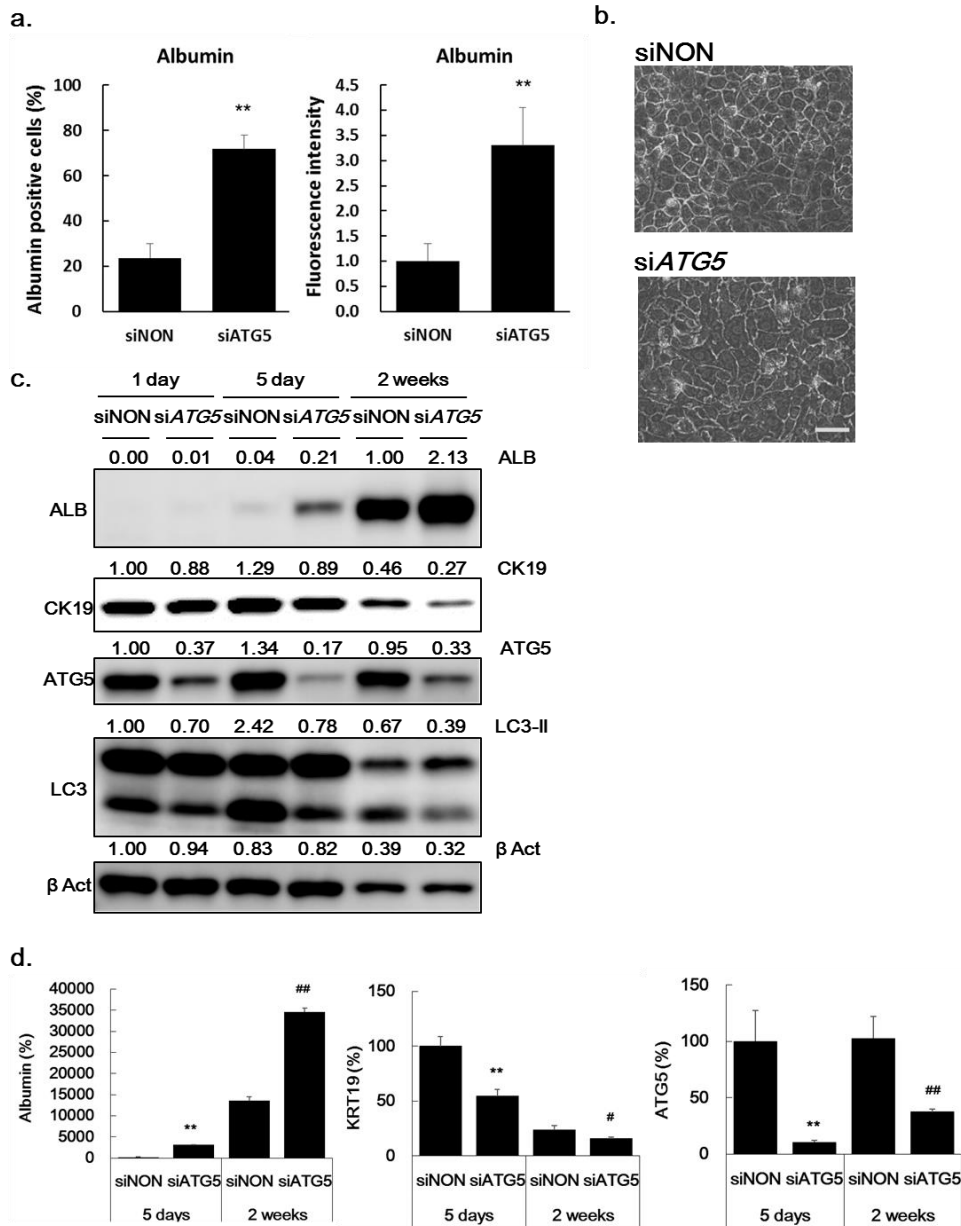 a.
Albumin
Albumin positive cells (%)
100
80
60
40
20
0
siNON siATG5
**
Albumin
Fluorescence intensity
4.5
4.0
3.5
3.0
2.5
2.0
1.5
1.0
0.5
0.0
siNON siATG5
**
b.
siNON
siATG5
c.
1 day 5 day 2 weeks
siNON siATG5 siNON siATG5 siNON siATG5
0.00 0.01 0.04 0.21 1.00 2.13 ALB
ALB
1.00 0.88 1.29 0.89 0.46 0.27 CK19
CK19
1.00 0.37 1.34 0.17 0.95 0.33 ATG5
ATG5
1.00 0.70 2.42 0.78 0.67 0.39 LC3-II
LC3
1.00 0.94 0.83 0.82 0.39 0.32 β Act
β Act
d.
Albumin (%)
40000
35000
30000
25000
20000
15000
10000
5000
0
**
##
siNON siATG5 siNON siATG5
5 days 2 weeks
KRT19 (%)
150
100
50
0
**
#
siNON siATG5 siNON siATG5
5 days 2 weeks
ATG5 (%)
150
100
50
0
**
##
siNON siATG5 siNON siATG5
5 days 2 weeks